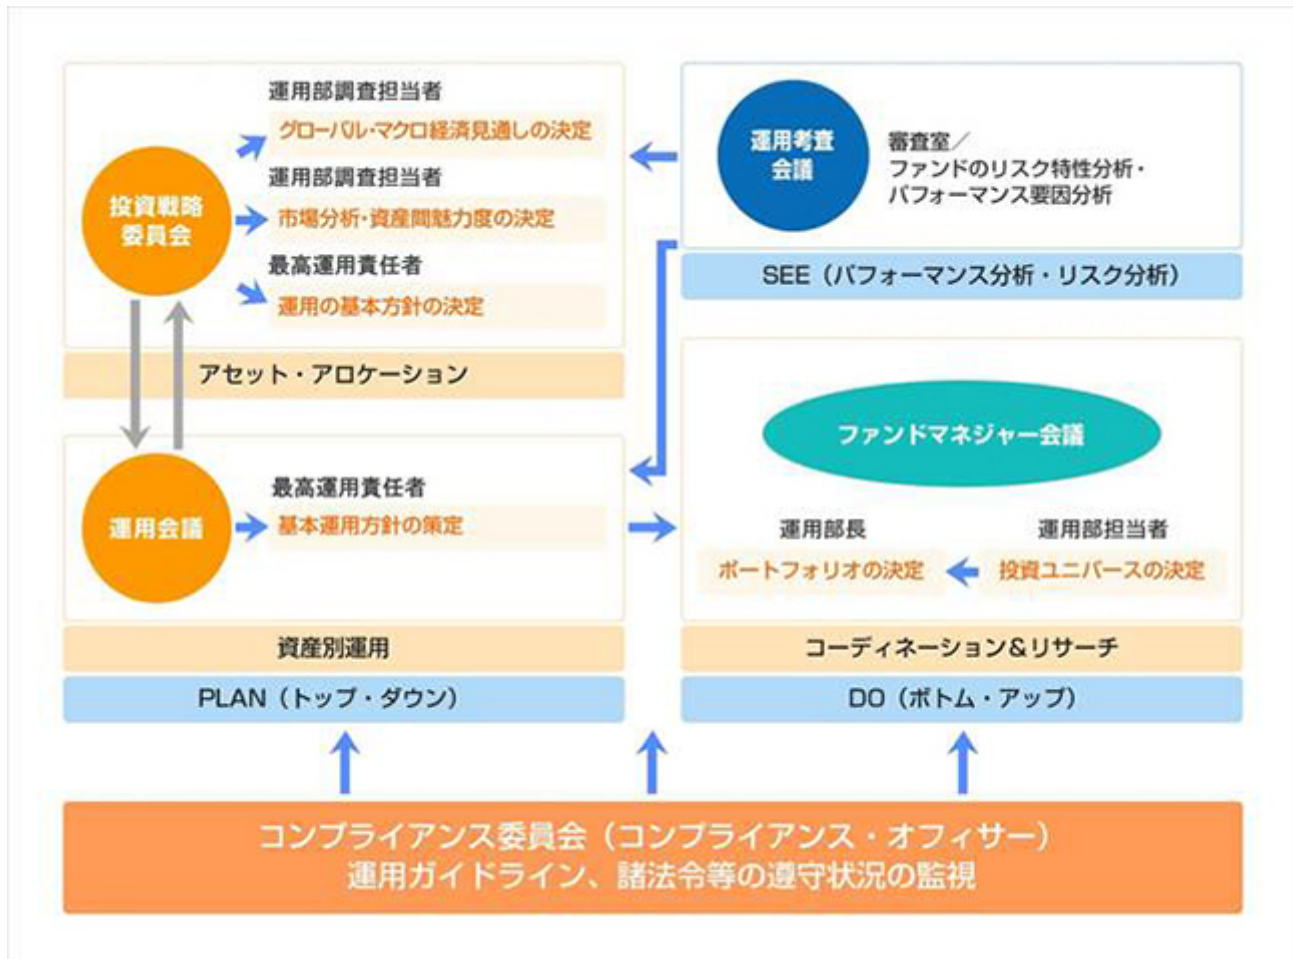 運用部調査担当者
グローバル・マクロ経済見通しの決定
投資戦略
委員会
運用部調査担当者
市場分析・資産間魅力度の決定
最高運用責任者
運用の基本方針の決定
アセット・アロケーション
運用会議
最高運用責任者
基本運用方針の策定
資産別運用
PLAN（トップ・ダウン）
運用考査
会議
審査室／
ファンドのリスク特性分析・
パフォーマンス要因分析
SEE（パフォーマンス分析・リスク分析）
ファンドマネジャー会議
運用部長
ポートフォリオの決定
運用部担当者
投資ユニバースの決定
コーディネーション＆リサーチ
DO（ボトム・アップ）
コンプライアンス委員会（コンプライアンス・オフィサー）
運用ガイドライン、諸法令等の遵守状況の監視